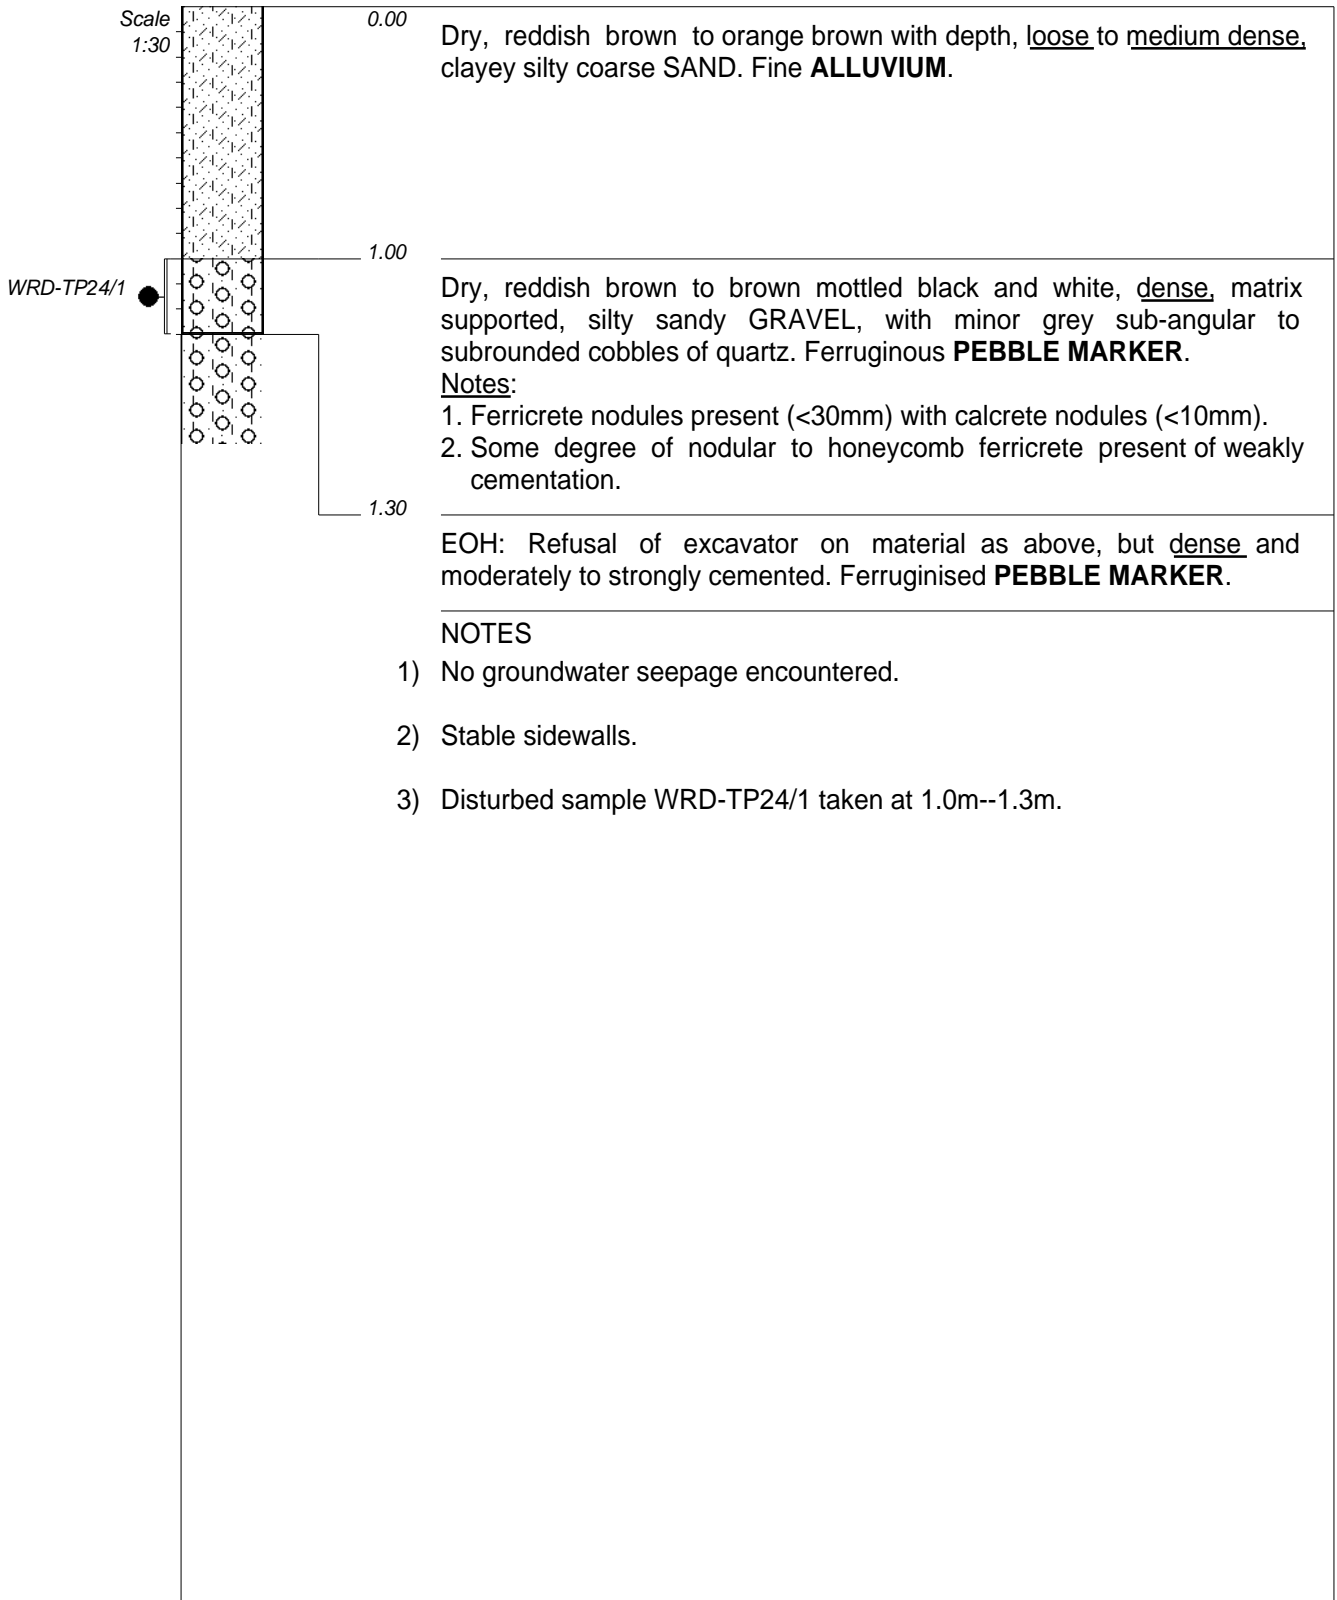 Scale
1:30
0.00
Dry, reddish brown to orange brown with depth, loose to medium dense,
clayey silty coarse SAND. Fine ALLUVIUM.
1.00
WRD-TP24/1
Dry, reddish brown to brown mottled black and white, dense, matrix
supported, silty sandy GRAVEL, with minor grey sub-angular to
subrounded cobbles of quartz. Ferruginous PEBBLE MARKER.
Notes:
1. Ferricrete nodules present (<30mm) with calcrete nodules (<10mm).
2. Some degree of nodular to honeycomb ferricrete present of weakly
cementation.
1.30
EOH: Refusal of excavator on material as above, but dense and
moderately to strongly cemented. Ferruginised PEBBLE MARKER.
NOTES
1) No groundwater seepage encountered.
2) Stable sidewalls.
3) Disturbed sample WRD-TP24/1 taken at 1.0m--1.3m.